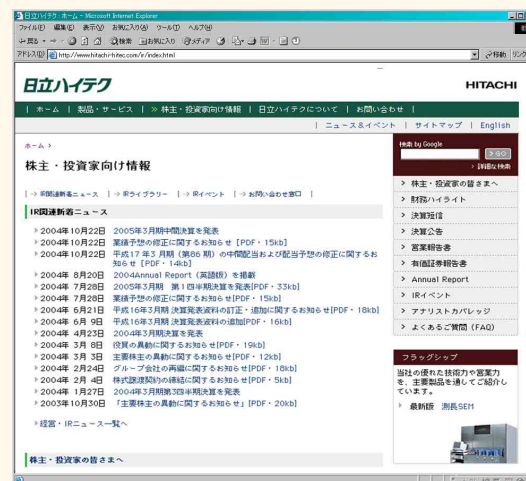 日立ハイテク : ホーム - Microsoft Internet Explorer
ファイル(F) 編集(E) 表示(V) お気に入り(A) ツール(T) ヘルプ(H)
戻る 検索 お気に入り メディア
アドレス(D) http://www.hitachi-hitec.com/ir/index.html 移動 リンク
日立ハイテク HITACHI
| ホーム | 製品・サービス | ≫ 株主・投資家向け情報 | 日立ハイテクについて | お問い合わせ |
| ニュース&イベント | サイトマップ | English
ホーム >
株主・投資家向け情報
|→ IR関連新着ニュース |→ IRライブラリー |→ IRイベント |→ お問い合わせ窓口 |
IR関連新着ニュース
2004年10月22日 2005年3月期中間決算を発表
2004年10月22日 業績予想の修正に関するお知らせ [PDF・15kb]
2004年10月22日 平成17年3月期(第86期)の中間配当および配当予想の修正に関するお
知らせ [PDF・14kb]
2004年 8月20日 2004Annual Report (英語版) を掲載
2004年 7月28日 2005年3月期 第1四半期決算を発表[PDF・33kb]
2004年 7月28日 業績予想の修正に関するお知らせ[PDF・15kb]
2004年 6月21日 平成16年3月期 決算発表資料の訂正・追加に関するお知らせ[PDF・18kb]
2004年 6月 9日 平成16年3月期 決算発表資料の追加[PDF・16kb]
2004年 4月23日 2004年3月期決算を発表
2004年 3月 8日 役員の異動に関するお知らせ[PDF・19kb]
2004年 3月 3日 主要株主の異動に関するお知らせ[PDF・12kb]
2004年 2月24日 グループ会社の再編に関するお知らせ[PDF・18kb]
2004年 2月 4日 株式譲渡契約の締結に関するお知らせ[PDF・5kb]
2004年 1月27日 2004年3月期第3四半期決算を発表
2003年10月30日 「主要株主の異動に関するお知らせ」[PDF・20kb]
経営・IRニュース一覧へ
株主・投資家の皆さまへ
検索 by Google
> GO
> 詳細な検索
> 株主・投資家の皆さまへ
> 財務ハイライト
> 決算短信
> 決算公告
> 営業報告書
> 有価証券報告書
> Annual Report
> IRイベント
> アナリストカバレッジ
> よくあるご質問 (FAQ)
フラッグシップ
当社の優れた技術力や営業力
を、主要製品を通してご紹介し
ています。
最新版 測長SEM